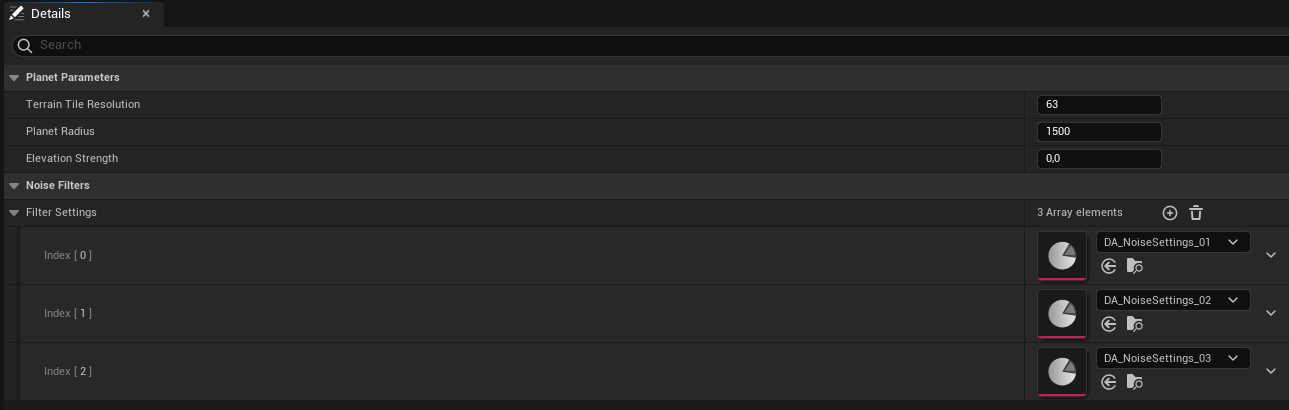 Details
Search
Planet Parameters
Terrain Tile Resolution 63
Planet Radius 1500
Elevation Strength 0,0
Noise Filters
Filter Settings 3 Array elements
Index [ 0 ] DA_NoiseSettings_01
Index [ 1 ] DA_NoiseSettings_02
Index [ 2 ] DA_NoiseSettings_03